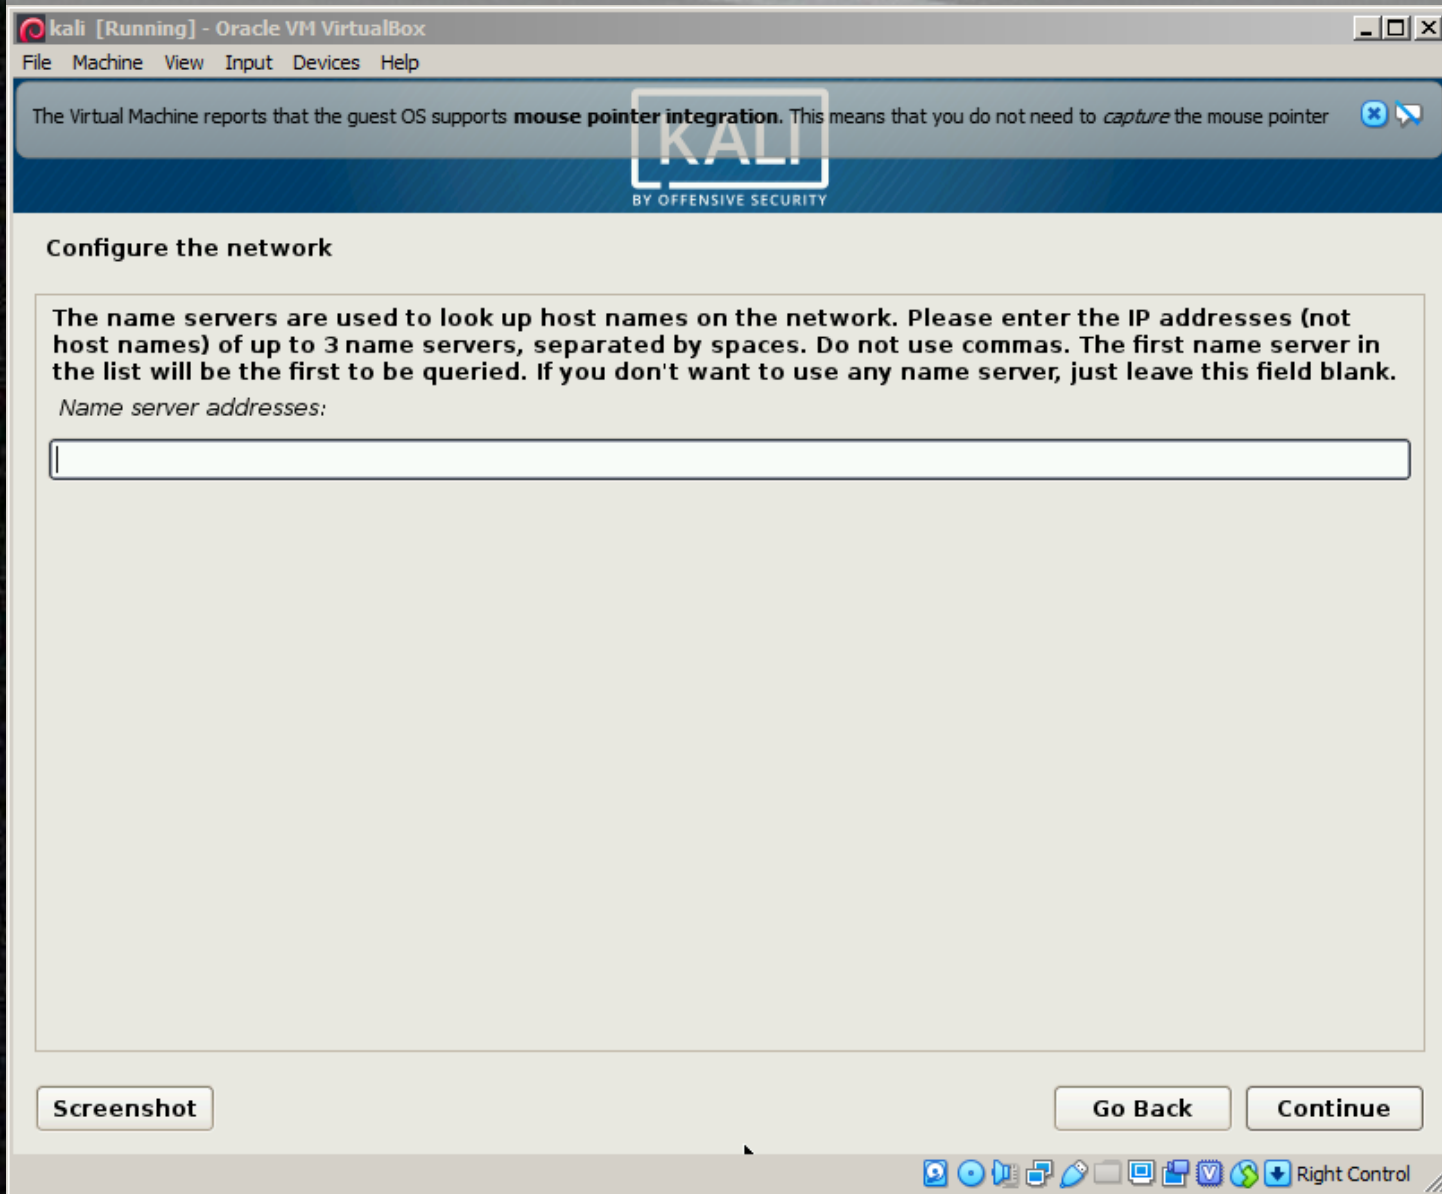 kali [Running] - Oracle VM VirtualBox
File Machine View Input Devices Help
The Virtual Machine reports that the guest OS supports mouse pointer integration. This means that you do not need to capture the mouse pointer
KALI
BY OFFENSIVE SECURITY
Configure the network
The name servers are used to look up host names on the network. Please enter the IP addresses (not
host names) of up to 3 name servers, separated by spaces. Do not use commas. The first name server in
the list will be the first to be queried. If you don't want to use any name server, just leave this field blank.
Name server addresses:
Screenshot Go Back Continue
Right Control